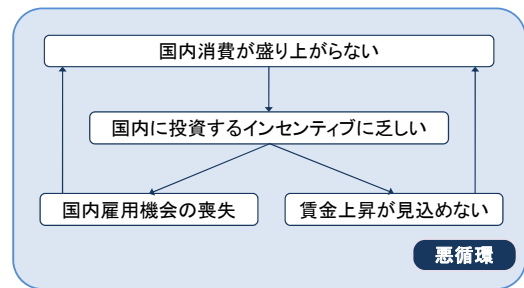 国内消費が盛り上がらない
国内に投資するインセンティブに乏しい
国内雇用機会の喪失
賃金上昇が見込めない
悪循環